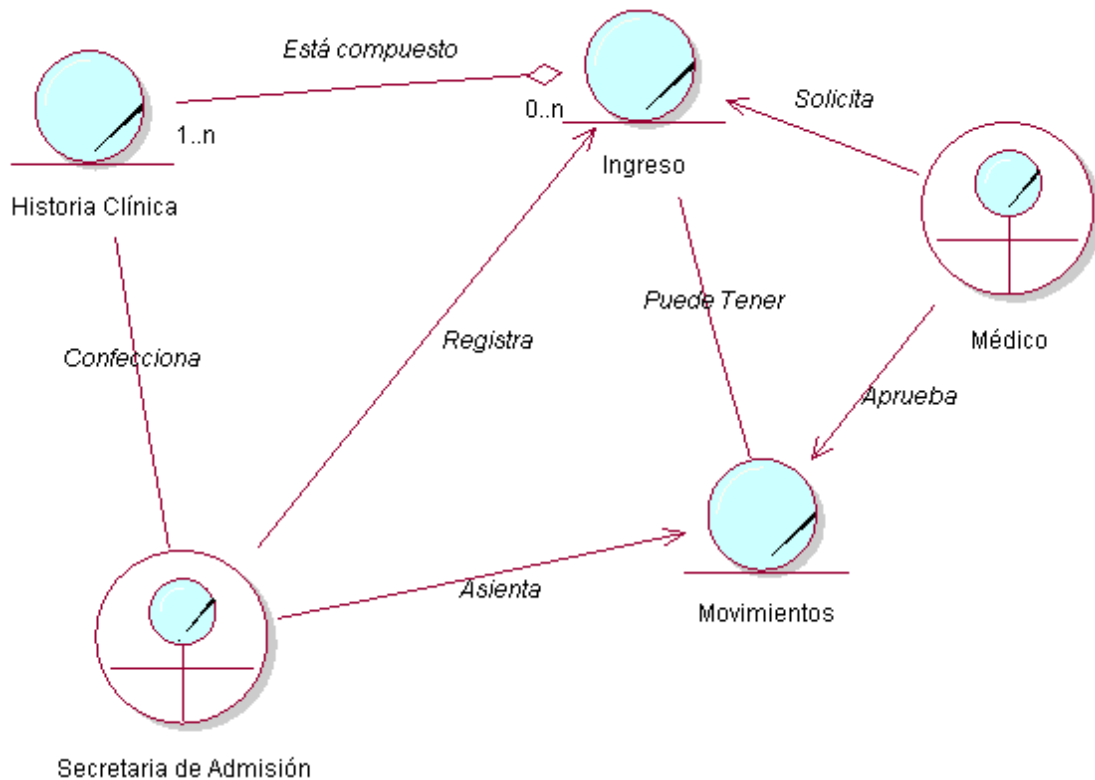 Está compuesto
1..n
0..n
Solicita
Historia Clínica
Ingreso
Médico
Confecciona
Registra
Puede Tener
Aprueba
Asienta
Movimientos
Secretaria de Admisión